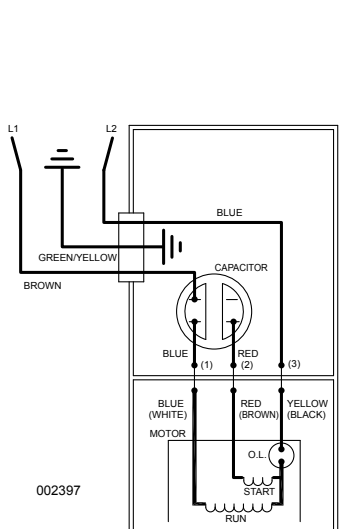 L1
L2
BLUE
GREEN/YELLOW
CAPACITOR
BROWN
BLUE
RED
(1)
(2)
(3)
BLUE
(WHITE)
RED
(BROWN)
YELLOW
(BLACK)
MOTOR
O.L.
START
002397
RUN